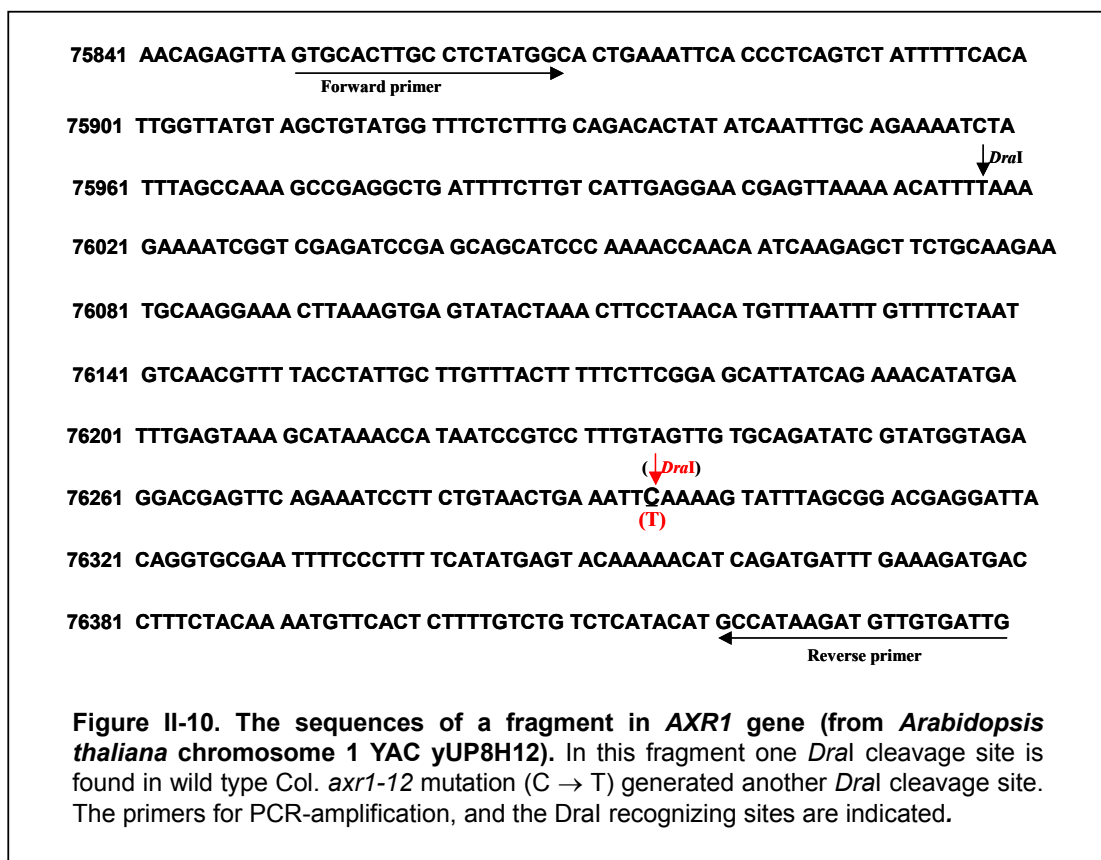 75841 AACAGAGTTA GTGCACTTGC CTCTATGGCA CTGAAATTCA CCCTCAGTCT ATTTTTCACA
Forward primer
75901 TTGGTTATGT AGCTGTATGG TTTCTCTTTG CAGACACTAT ATCAATTTGC AGAAAATCTA
DraI
75961 TTTAGCCAAA GCCGAGGCTG ATTTTCTTGT CATTGAGGAA CGAGTTAAAA ACATTTTAAA
76021 GAAAATCGGT CGAGATCCGA GCAGCATCCC AAAACCAACA ATCAAGAGCT TCTGCAAGAA
76081 TGCAAGGAAA CTTAAAGTGA GTATACTAAA CTTCCTAACA TGTTTAATTT GTTTTCTAAT
76141 GTCAACGTTT TACCTATTGC TTGTTTACTT TTTCTTCGGA GCATTATCAG AAACATATGA
76201 TTTGAGTAAA GCATAAACCA TAATCCGTCC TTTGTAGTTG TGCAGATATC GTATGGTAGA
( DraI)
76261 GGACGAGTTC AGAAATCCTT CTGTAACTGA AATTCAAAAG TATTTAGCGG ACGAGGATTA
(T)
76321 CAGGTGCGAA TTTTCCCTTT TCATATGAGT ACAAAAACAT CAGATGATTT GAAAGATGAC
76381 CTTTCTACAA AATGTTCACT CTTTTGTCTG TCTCATACAT GCCATAAGAT GTTGTGATTG
Reverse primer
Figure II-10. The sequences of a fragment in AXR1 gene (from Arabidopsis
thaliana chromosome 1 YAC yUP8H12). In this fragment one DraI cleavage site is
found in wild type Col. axr1-12 mutation (C → T) generated another DraI cleavage site.
The primers for PCR-amplification, and the DraI recognizing sites are indicated.